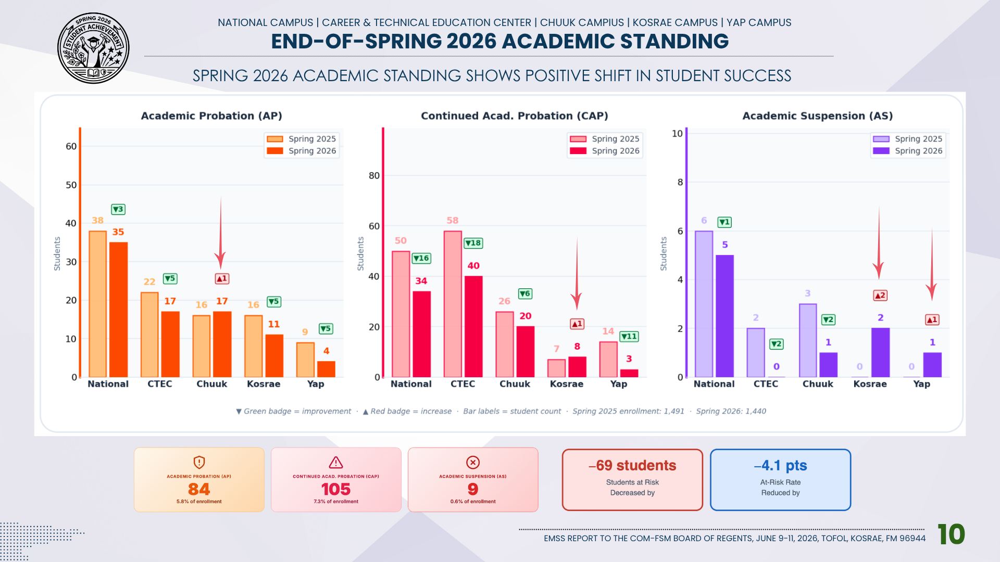 SPRING 2026
STUDENT ACHIEVEMENT
NATIONAL CAMPUS | CAREER & TECHNICAL EDUCATION CENTER | CHUUK CAMPIUS | KOSRAE CAMPUS | YAP CAMPUS
END-OF-SPRING 2026 ACADEMIC STANDING
SPRING 2026 ACADEMIC STANDING SHOWS POSITIVE SHIFT IN STUDENT SUCCESS
Academic Probation (AP)
Spring 2025
Spring 2026
Students
60
50
40
30
20
10
0
38
▼3
35
22
▼5
17
16
▲1
17
16
▼5
11
9
▼5
4
National CTEC Chuuk Kosrae Yap
Continued Acad. Probation (CAP)
Spring 2025
Spring 2026
Students
80
60
40
20
0
50
▼16
34
58
▼18
40
26
▼6
20
7
▲1
8
14
▼11
3
National CTEC Chuuk Kosrae Yap
Academic Suspension (AS)
Spring 2025
Spring 2026
Students
10
8
6
4
2
0
6
▼1
5
2
▼2
0
3
▼2
1
0
▲2
2
0
▲1
1
National CTEC Chuuk Kosrae Yap
▼ Green badge = improvement · ▲ Red badge = increase · Bar labels = student count · Spring 2025 enrollment: 1,491 · Spring 2026: 1,440
ACADEMIC PROBATION (AP)
84
5.8% of enrollment
CONTINUED ACAD. PROBATION (CAP)
105
7.3% of enrollment
ACADEMIC SUSPENSION (AS)
9
0.6% of enrollment
–69 students
Students at Risk
Decreased by
–4.1 pts
At-Risk Rate
Reduced by
EMSS REPORT TO THE COM-FSM BOARD OF REGENTS, JUNE 9-11, 2026, TOFOL, KOSRAE, FM 96944
10